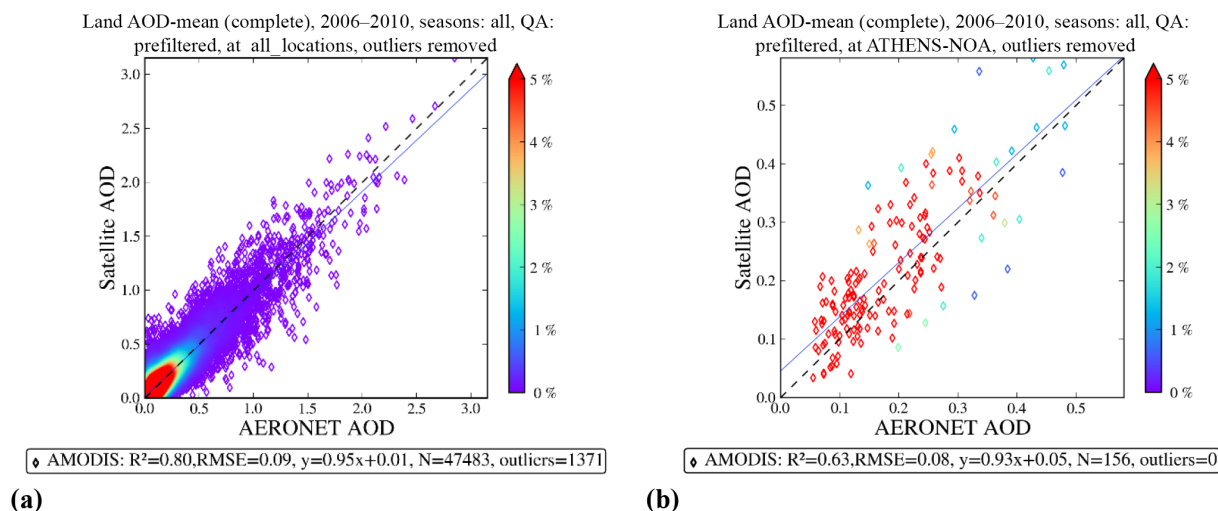 Land AOD-mean (complete), 2006–2010, seasons: all, QA:
prefiltered, at all_locations, outliers removed
3.0
2.5
2.0
1.5
1.0
0.5
0.0
Satellite AOD
0.0 0.5 1.0 1.5 2.0 2.5 3.0
AERONET AOD
5 %
4 %
3 %
2 %
1 %
0 %
AMODIS: R²=0.80,RMSE=0.09, y=0.95x+0.01, N=47483, outliers=1371
(a)
Land AOD-mean (complete), 2006–2010, seasons: all, QA:
prefiltered, at ATHENS-NOA, outliers removed
0.5
0.4
0.3
0.2
0.1
0.0
Satellite AOD
0.0 0.1 0.2 0.3 0.4 0.5
AERONET AOD
5 %
4 %
3 %
2 %
1 %
0 %
AMODIS: R²=0.63,RMSE=0.08, y=0.93x+0.05, N=156, outliers=0
(b)